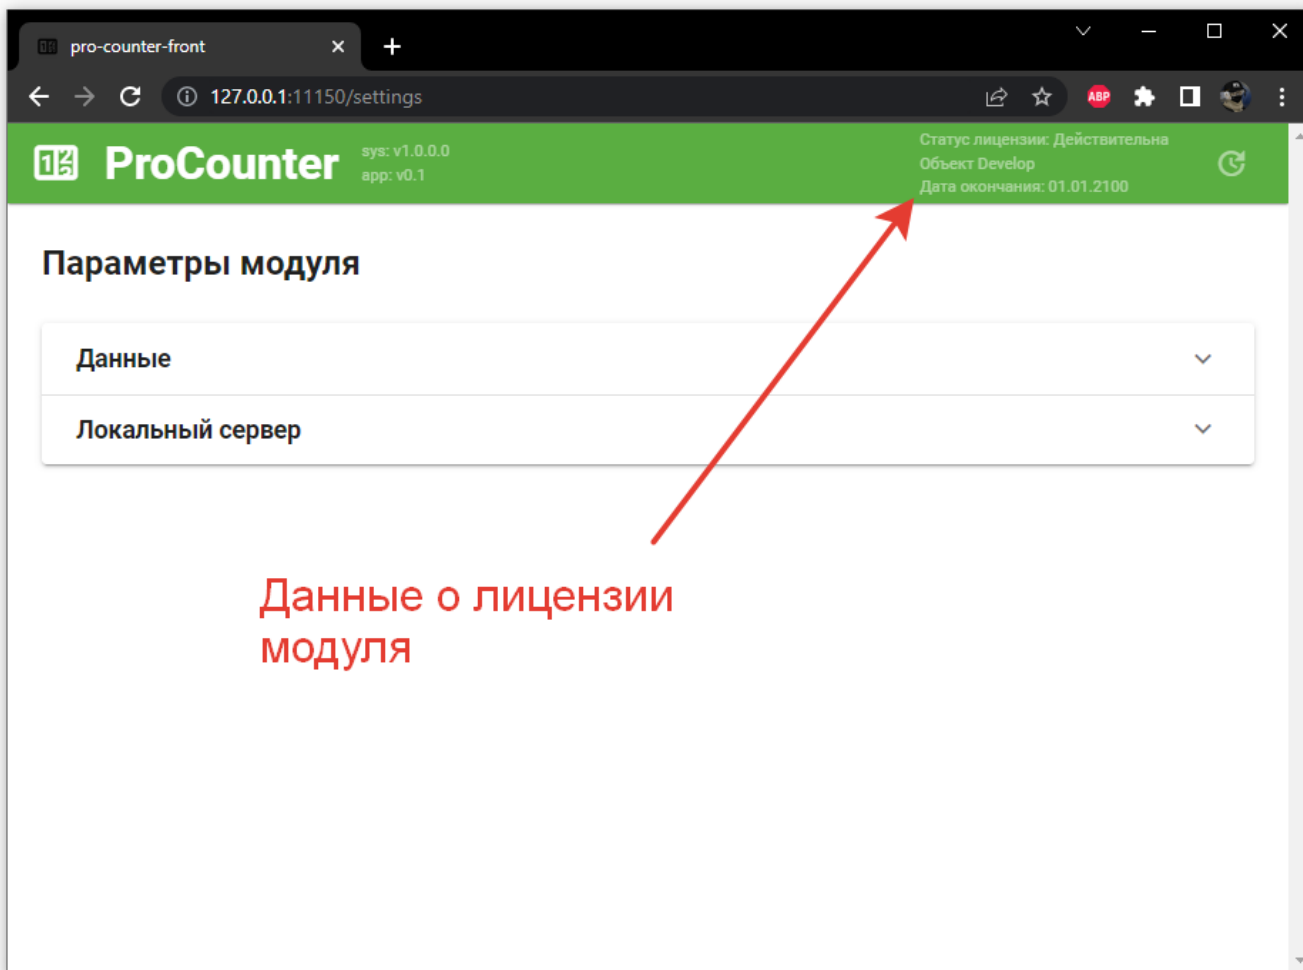 pro-counter-front
127.0.0.1:11150/settings
ABP
ProCounter
sys: v1.0.0.0
app: v0.1
Статус лицензии: Действительна
Объект Develop
Дата окончания: 01.01.2100
Параметры модуля
Данные
Локальный сервер
Данные о лицензии
модуля